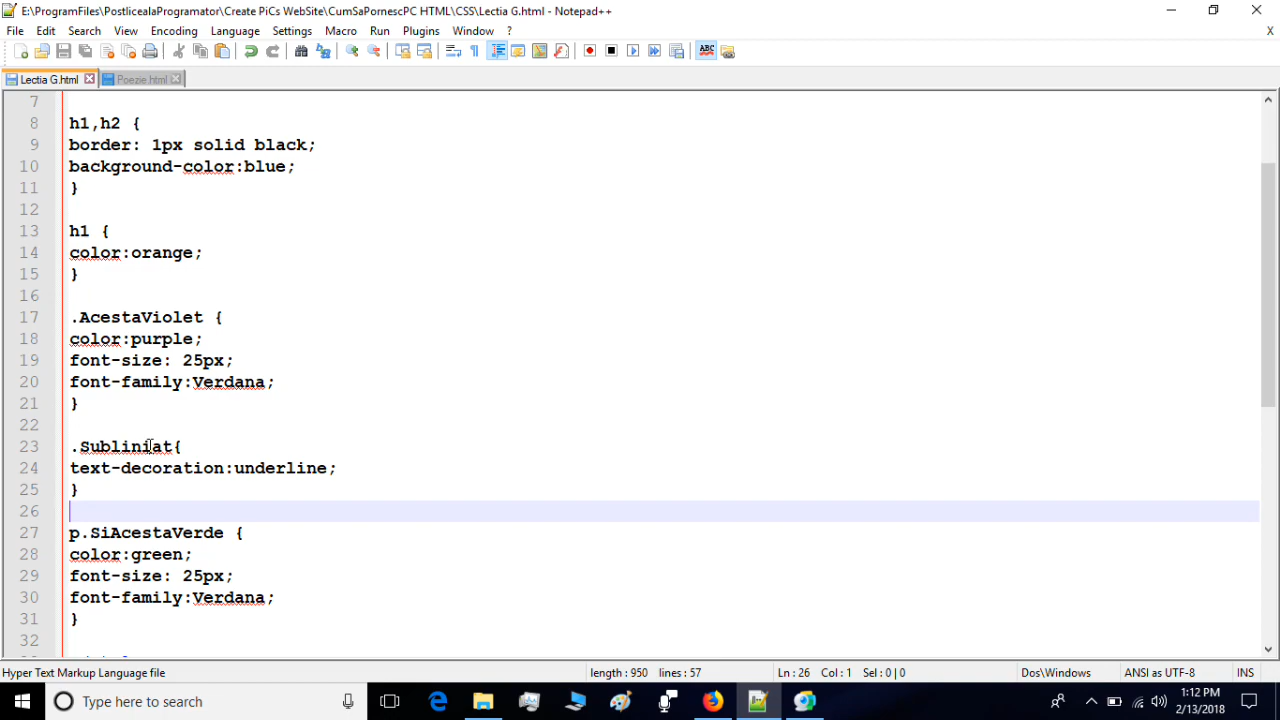 E:\ProgramFiles\PostlicealaProgramator\Create PiCs WebSite\CumSaPornescPC HTML\CSS\Lectia G.html - Notepad++
File Edit Search View Encoding Language Settings Macro Run Plugins Window ? X
Lectia G.html Poezie.html
7
8 h1,h2 {
9 border: 1px solid black;
10 background-color:blue;
11 }
12
13 h1 {
14 color:orange;
15 }
16
17 .AcestaViolet {
18 color:purple;
19 font-size: 25px;
20 font-family:Verdana;
21 }
22
23 .Subliniat{
24 text-decoration:underline;
25 }
26
27 p.SiAcestaVerde {
28 color:green;
29 font-size: 25px;
30 font-family:Verdana;
31 }
32
Hyper Text Markup Language file length : 950 lines : 57 Ln : 26 Col : 1 Sel : 0 | 0 Dos\Windows ANSI as UTF-8 INS
Type here to search 1:12 PM
2/13/2018